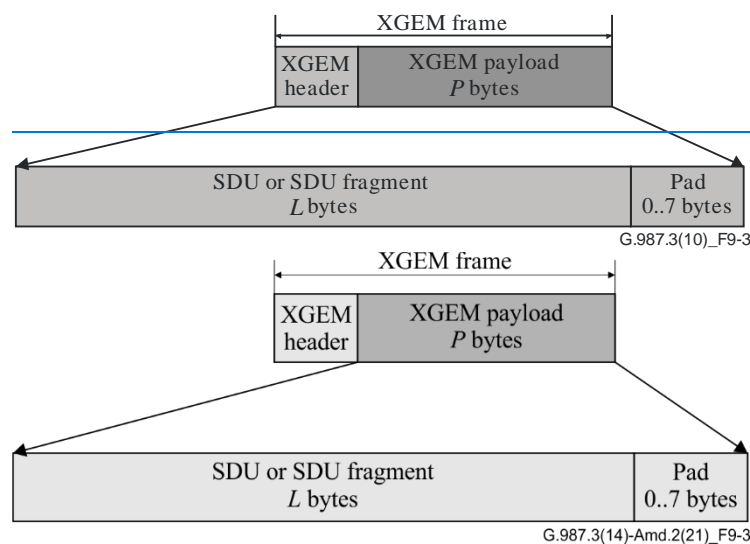 XGEM frame
XGEM header
XGEM payload
P bytes
SDU or SDU fragment
L bytes
Pad
0..7 bytes
G.987.3(10)_F9-3
XGEM frame
XGEM header
XGEM payload
P bytes
SDU or SDU fragment
L bytes
Pad
0..7 bytes
G.987.3(14)-Amd.2(21)_F9-3